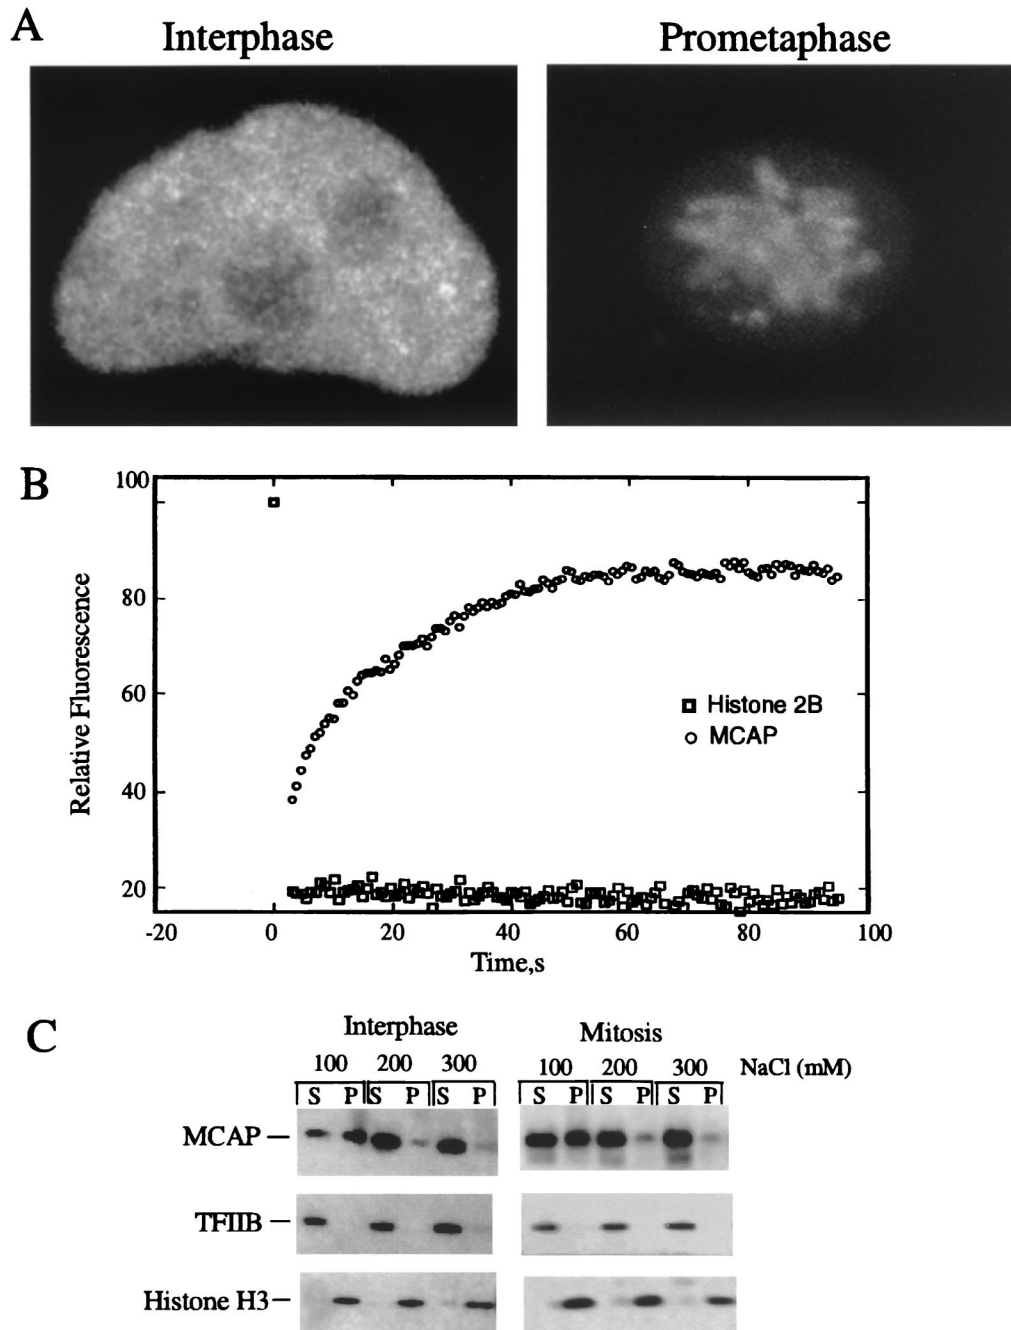 A
Interphase
Prometaphase
B
100
80
60
40
20
Relative Fluorescence
Histone 2B
MCAP
-20
0
20
40
60
80
100
Time,s
C
Interphase
Mitosis
100 200 300
100 200 300
NaCl (mM)
S P S P S P
S P S P S P
MCAP
TFIIB
Histone H3